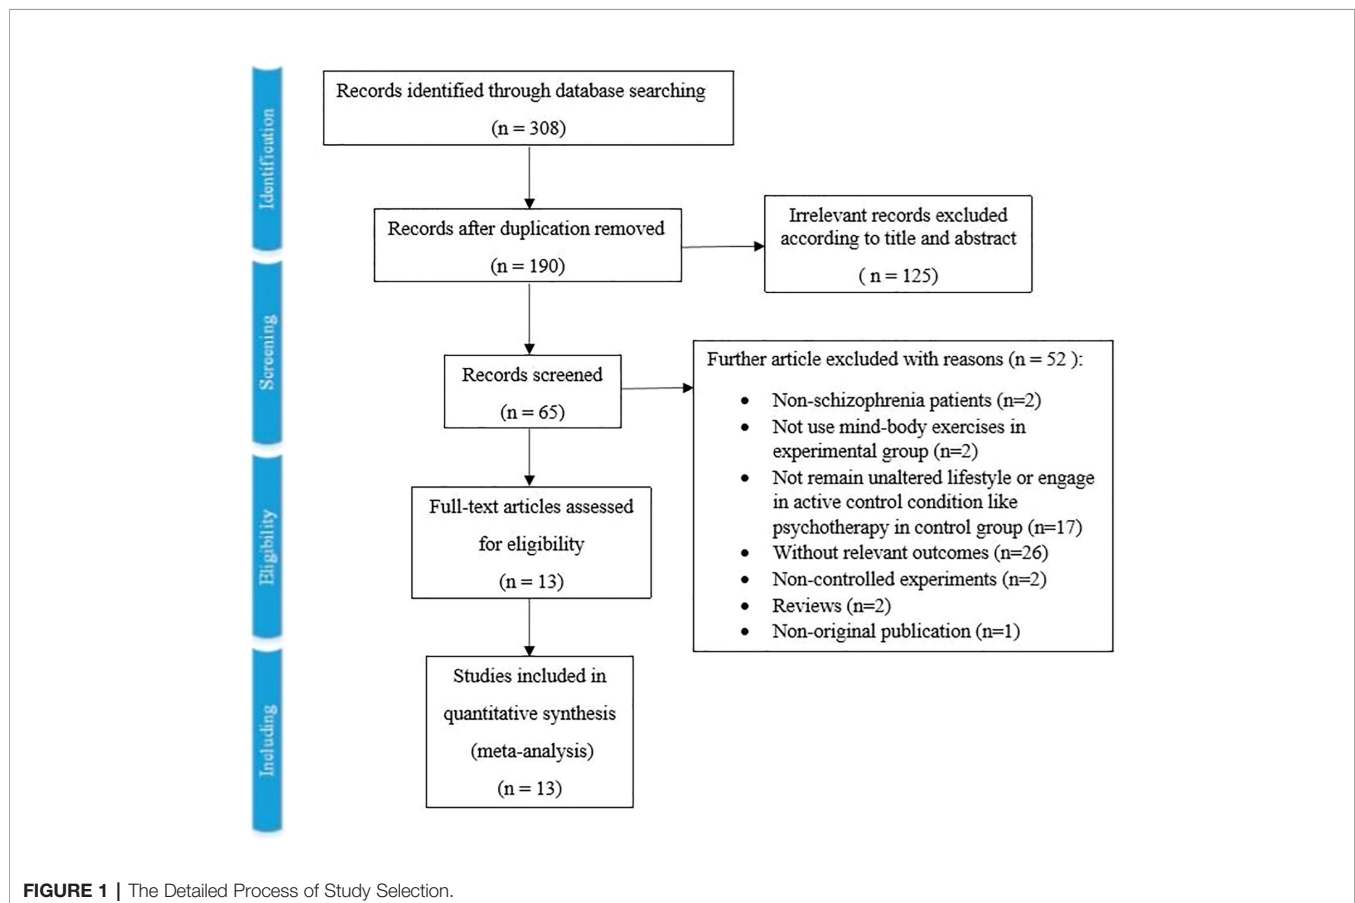 Identification
Records identified through database searching
(n = 308)
Records after duplication removed
(n = 190)
Irrelevant records excluded
according to title and abstract
( n = 125)
Screening
Records screened
(n = 65)
Further article excluded with reasons (n = 52 ):
• Non-schizophrenia patients (n=2)
• Not use mind-body exercises in
experimental group (n=2)
• Not remain unaltered lifestyle or engage
in active control condition like
psychotherapy in control group (n=17)
• Without relevant outcomes (n=26)
• Non-controlled experiments (n=2)
• Reviews (n=2)
• Non-original publication (n=1)
Eligibility
Full-text articles assessed
for eligibility
(n = 13)
Including
Studies included in
quantitative synthesis
(meta-analysis)
(n = 13)
FIGURE 1 | The Detailed Process of Study Selection.